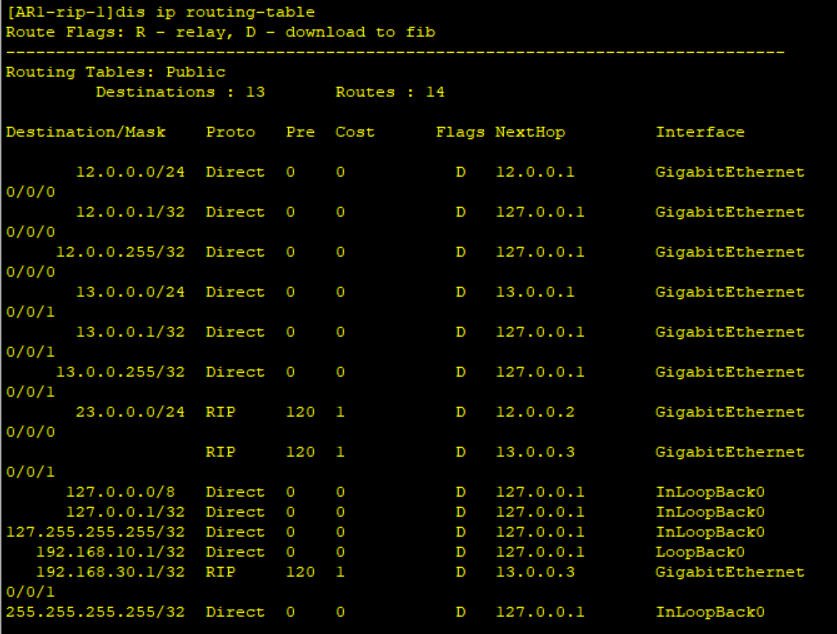 [AR1-rip-1]dis ip routing-table
Route Flags: R - relay, D - download to fib
------------------------------------------------------------------------------
Routing Tables: Public
         Destinations : 13       Routes : 14

Destination/Mask    Proto   Pre  Cost      Flags NextHop         Interface

       12.0.0.0/24  Direct  0    0           D   12.0.0.1        GigabitEthernet
0/0/0
       12.0.0.1/32  Direct  0    0           D   127.0.0.1       GigabitEthernet
0/0/0
     12.0.0.255/32  Direct  0    0           D   127.0.0.1       GigabitEthernet
0/0/0
       13.0.0.0/24  Direct  0    0           D   13.0.0.1        GigabitEthernet
0/0/1
       13.0.0.1/32  Direct  0    0           D   127.0.0.1       GigabitEthernet
0/0/1
     13.0.0.255/32  Direct  0    0           D   127.0.0.1       GigabitEthernet
0/0/1
       23.0.0.0/24  RIP     120  1           D   12.0.0.2        GigabitEthernet
0/0/0
                    RIP     120  1           D   13.0.0.3        GigabitEthernet
0/0/1
      127.0.0.0/8   Direct  0    0           D   127.0.0.1       InLoopBack0
      127.0.0.1/32  Direct  0    0           D   127.0.0.1       InLoopBack0
127.255.255.255/32  Direct  0    0           D   127.0.0.1       InLoopBack0
   192.168.10.1/32  Direct  0    0           D   127.0.0.1       LoopBack0
   192.168.30.1/32  RIP     120  1           D   13.0.0.3        GigabitEthernet
0/0/1
255.255.255.255/32  Direct  0    0           D   127.0.0.1       InLoopBack0